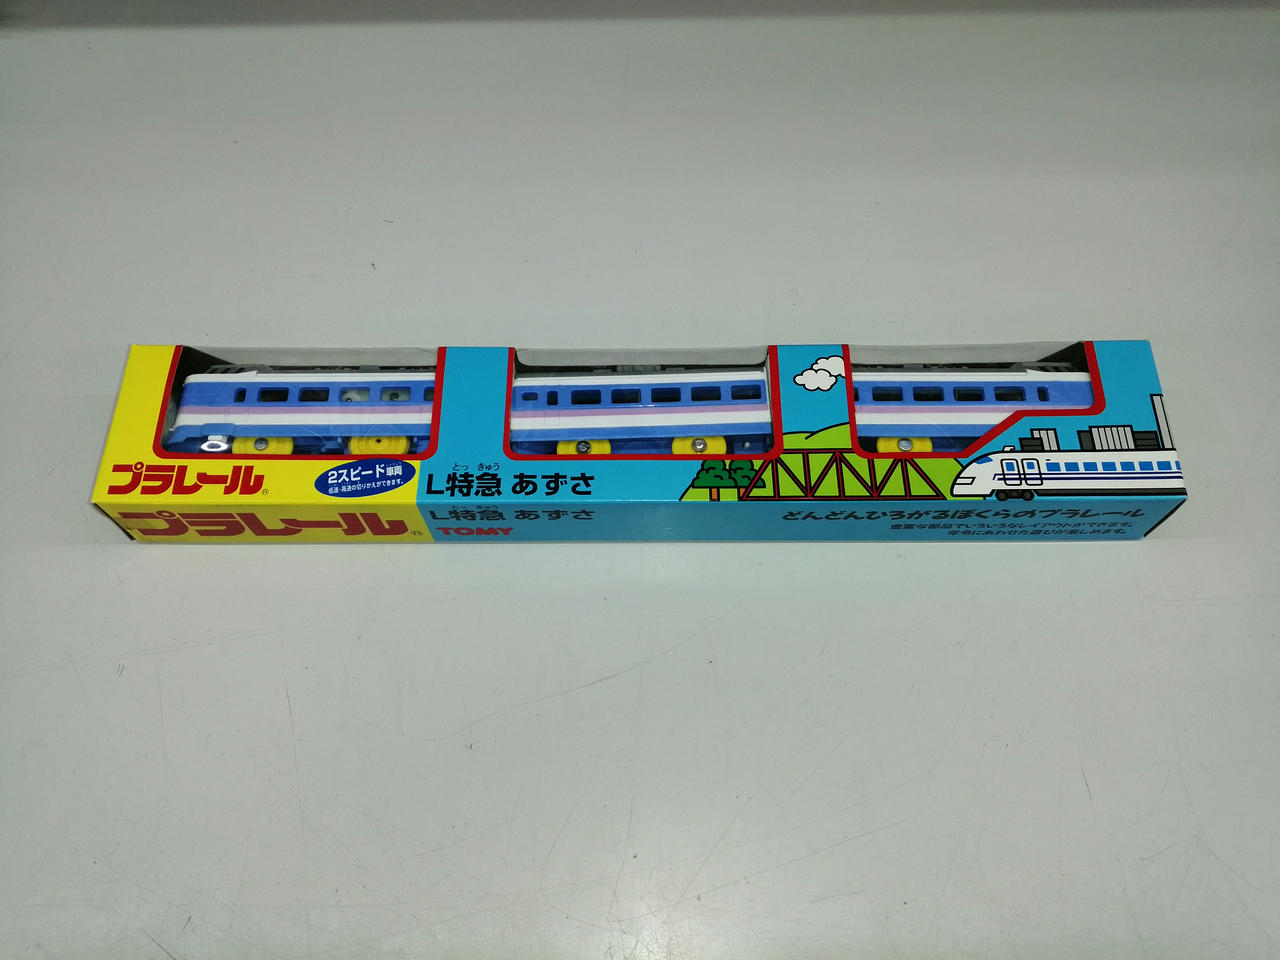 プラレール®
2スピード車両
低速・高速の切りかえができます。
とっ きゅう
L特急 あずさ
プラレール®
とっ きゅう
L特急 あずさ
TOMY
どんどんひろがるぼくらのプラレール
豊富な部品でいろいろなレイアウトができます。
年令にあわせた遊びが楽しめます。